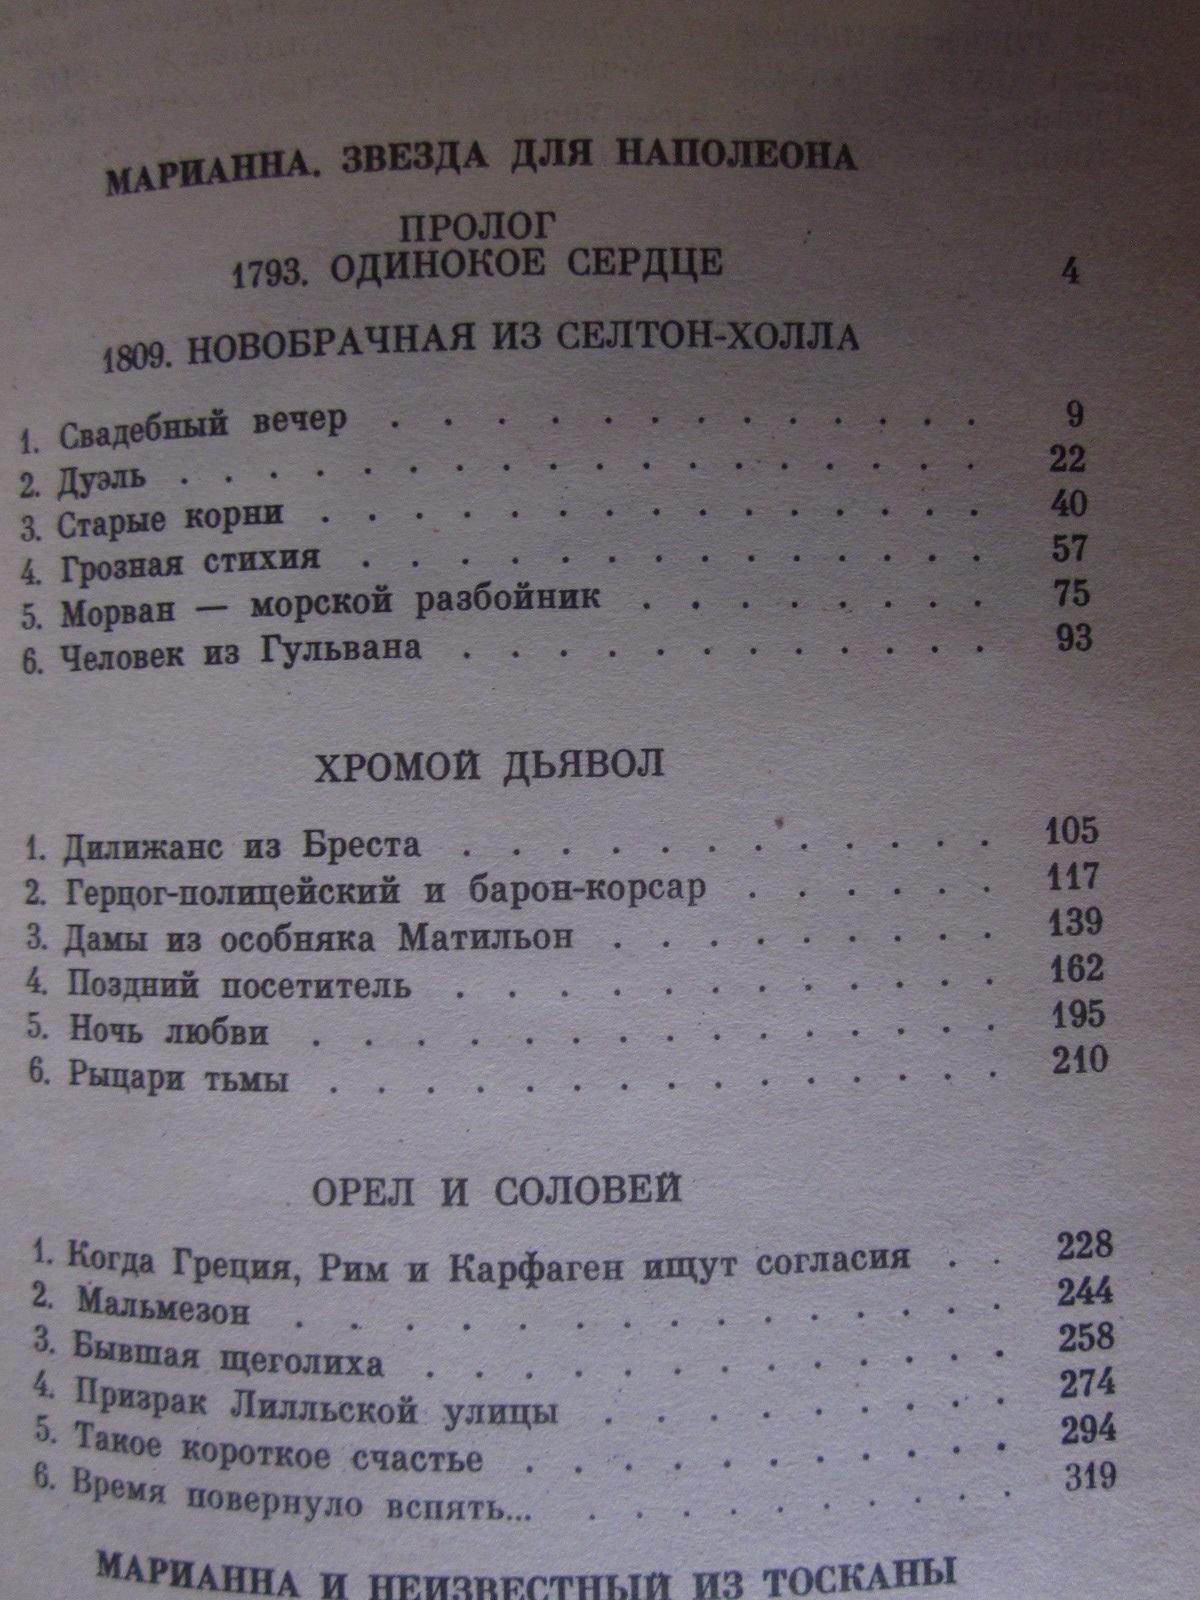 МАРИАННА. ЗВЕЗДА ДЛЯ НАПОЛЕОНА
ПРОЛОГ
1793. ОДИНОКОЕ СЕРДЦЕ 4
1809. НОВОБРАЧНАЯ ИЗ СЕЛТОН-ХОЛЛА
1. Свадебный вечер . . . . . . . . . . . . 9
2. Дуэль . . . . . . . . . . . . . . . . . 22
3. Старые корни . . . . . . . . . . . . . . 40
4. Грозная стихия . . . . . . . . . . . . . 57
5. Морван — морской разбойник . . . . . . . . 75
6. Человек из Гульвана . . . . . . . . . . . 93
ХРОМОЙ ДЬЯВОЛ
1. Дилижанс из Бреста . . . . . . . . . . . 105
2. Герцог-полицейский и барон-корсар . . . . . . 117
3. Дамы из особняка Матильон . . . . . . . . . 139
4. Поздний посетитель . . . . . . . . . . . 162
5. Ночь любви . . . . . . . . . . . . . . 195
6. Рыцари тьмы . . . . . . . . . . . . . . 210
ОРЕЛ И СОЛОВЕЙ
1. Когда Греция, Рим и Карфаген ищут согласия . . 228
2. Мальмезон . . . . . . . . . . . . . . 244
3. Бывшая щеголиха . . . . . . . . . . . . 258
4. Призрак Лилльской улицы . . . . . . . . . 274
5. Такое короткое счастье . . . . . . . . . . 294
6. Время повернуло вспять... . . . . . . . . . 319
МАРИАННА И НЕИЗВЕСТНЫЙ ИЗ ТОСКАНЫ